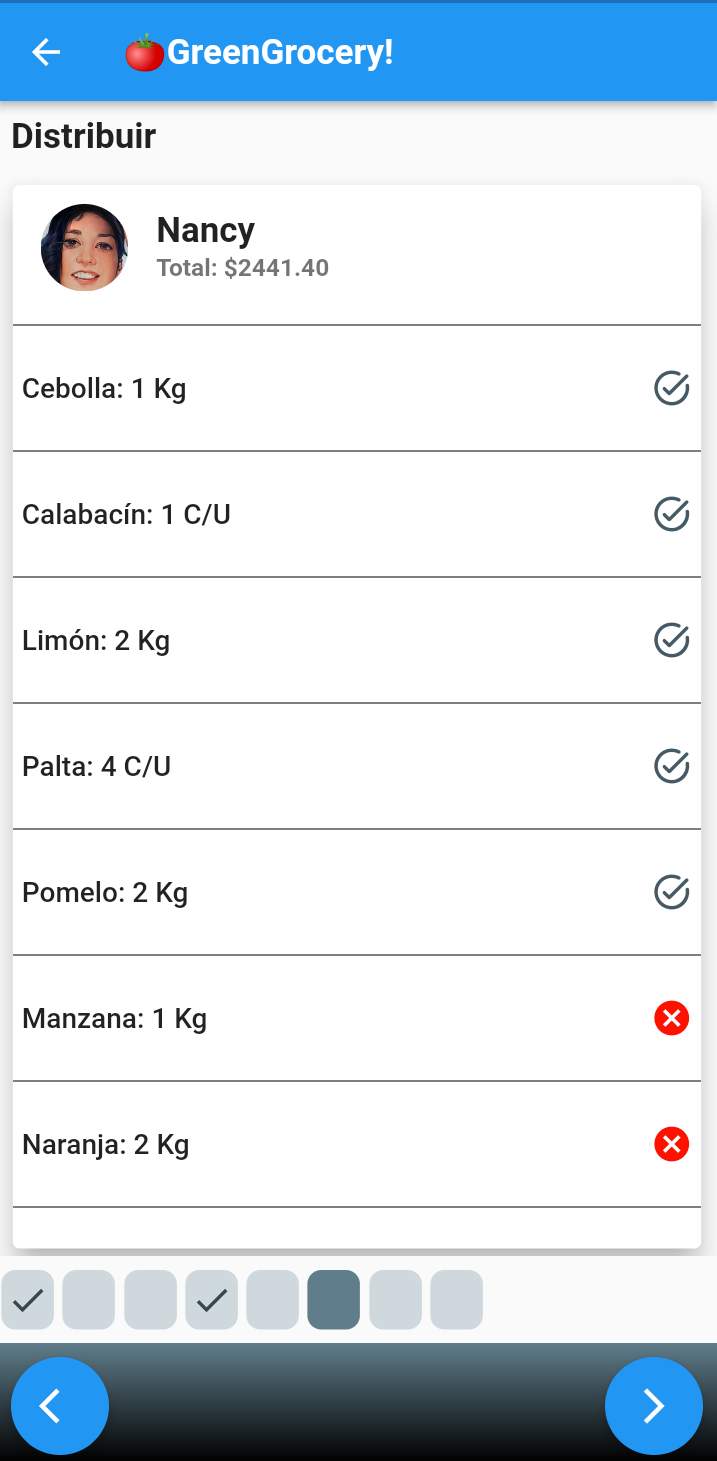 🍅GreenGrocery!
Distribuir
Nancy
Total: $2441.40
Cebolla: 1 Kg
Calabacín: 1 C/U
Limón: 2 Kg
Palta: 4 C/U
Pomelo: 2 Kg
Manzana: 1 Kg
Naranja: 2 Kg